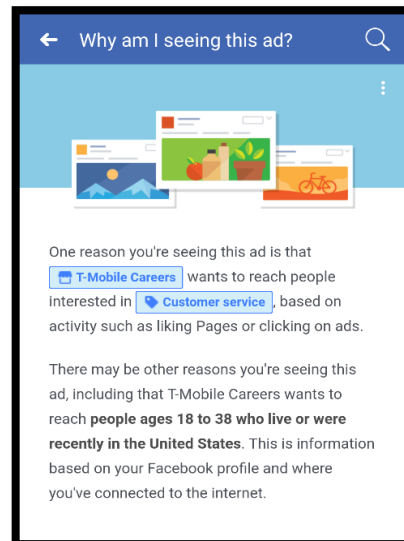 Why am I seeing this ad?
One reason you're seeing this ad is that
T-Mobile Careers wants to reach people
interested in Customer service, based on
activity such as liking Pages or clicking on ads.
There may be other reasons you're seeing this
ad, including that T-Mobile Careers wants to
reach people ages 18 to 38 who live or were
recently in the United States. This is information
based on your Facebook profile and where
you've connected to the internet.